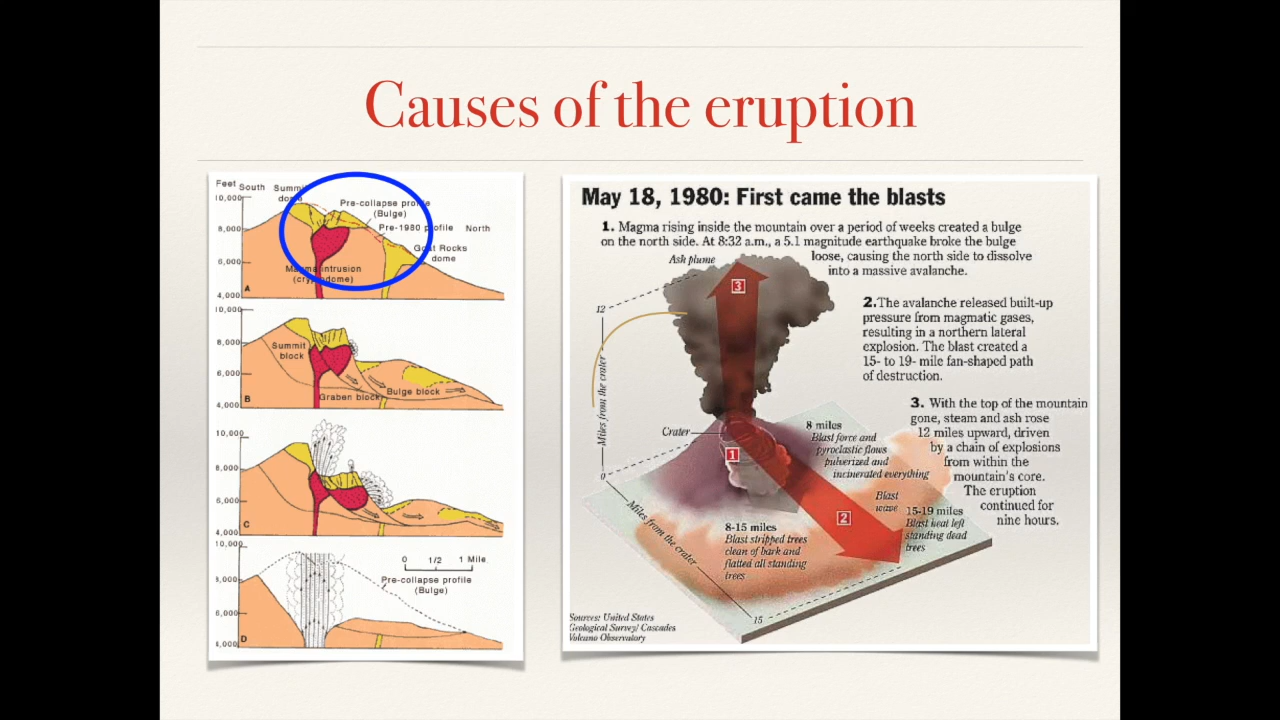 Causes of the eruption
Feet South Summit
dome
10,000
Pre-collapse profile
(Bulge)
8,000
Pre-1980 profile North
Goat Rocks
dome
6,000
Magma intrusion
(cryptodome)
A
4,000
10,000
8,000
Summit
block
6,000
Graben block
Bulge block
B
4,000
10,000
8,000
6,000
C
4,000
10,000
0 1/2 1 Mile
8,000
Pre-collapse profile
(Bulge)
6,000
D
4,000
May 18, 1980: First came the blasts
1. Magma rising inside the mountain over a period of weeks created a bulge
on the north side. At 8:32 a.m., a 5.1 magnitude earthquake broke the bulge
loose, causing the north side to dissolve
into a massive avalanche.
Ash plume
3
12
Miles from the crater
0
2.The avalanche released built-up
pressure from magmatic gases,
resulting in a northern lateral
explosion. The blast created a
15- to 19- mile fan-shaped path
of destruction.
3. With the top of the mountain
gone, steam and ash rose
12 miles upward, driven
by a chain of explosions
from within the
mountain's core.
The eruption
continued for
nine hours.
Crater
1
8 miles
Blast force and
pyroclastic flows
pulverized and
incinerated everything
Blast
wave
2
15-19 miles
Blast heat left
standing dead
trees
8-15 miles
Blast stripped trees
clean of bark and
flatted all standing
trees
Miles from the crater
15
Sources: United States
Geological Survey/ Cascades
Volcano Observatory